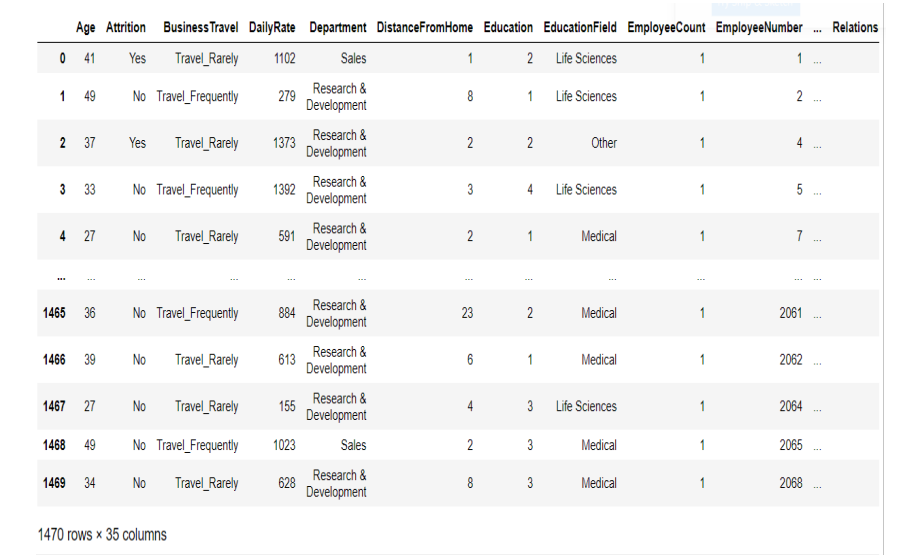 Age Attrition BusinessTravel DailyRate Department DistanceFromHome Education EducationField EmployeeCount EmployeeNumber ... Relations
0 41 Yes Travel_Rarely 1102 Sales 1 2 Life Sciences 1 1 ...
1 49 No Travel_Frequently 279 Research & Development 8 1 Life Sciences 1 2 ...
2 37 Yes Travel_Rarely 1373 Research & Development 2 2 Other 1 4 ...
3 33 No Travel_Frequently 1392 Research & Development 3 4 Life Sciences 1 5 ...
4 27 No Travel_Rarely 591 Research & Development 2 1 Medical 1 7 ...
... ... ... ... ... ... ... ... ... ... ... ...
1465 36 No Travel_Frequently 884 Research & Development 23 2 Medical 1 2061 ...
1466 39 No Travel_Rarely 613 Research & Development 6 1 Medical 1 2062 ...
1467 27 No Travel_Rarely 155 Research & Development 4 3 Life Sciences 1 2064 ...
1468 49 No Travel_Frequently 1023 Sales 2 3 Medical 1 2065 ...
1469 34 No Travel_Rarely 628 Research & Development 8 3 Medical 1 2068 ...
1470 rows × 35 columns